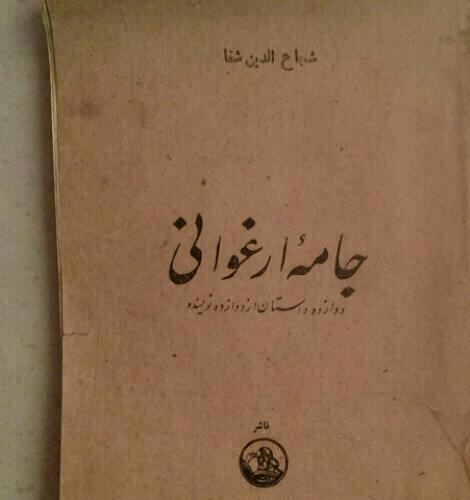 شجاع الدین شفا
جامهٔ ارغوانی
دوازده داستان از دوازده نویسنده
ناشر